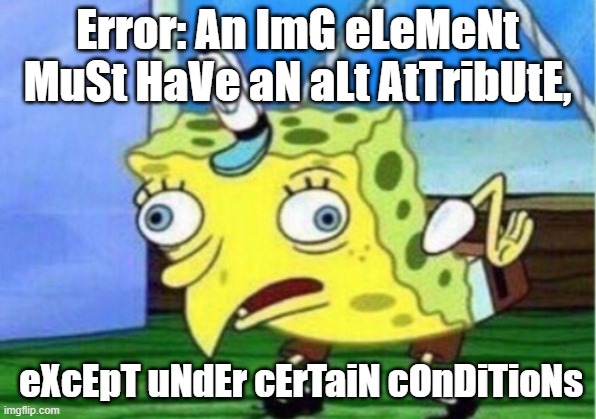 Error: An ImG eLeMeNt
MuSt HaVe aN aLt AtTribUtE,
eXcEpT uNdEr cErTaiN cOnDiTioNs
imgflip.com